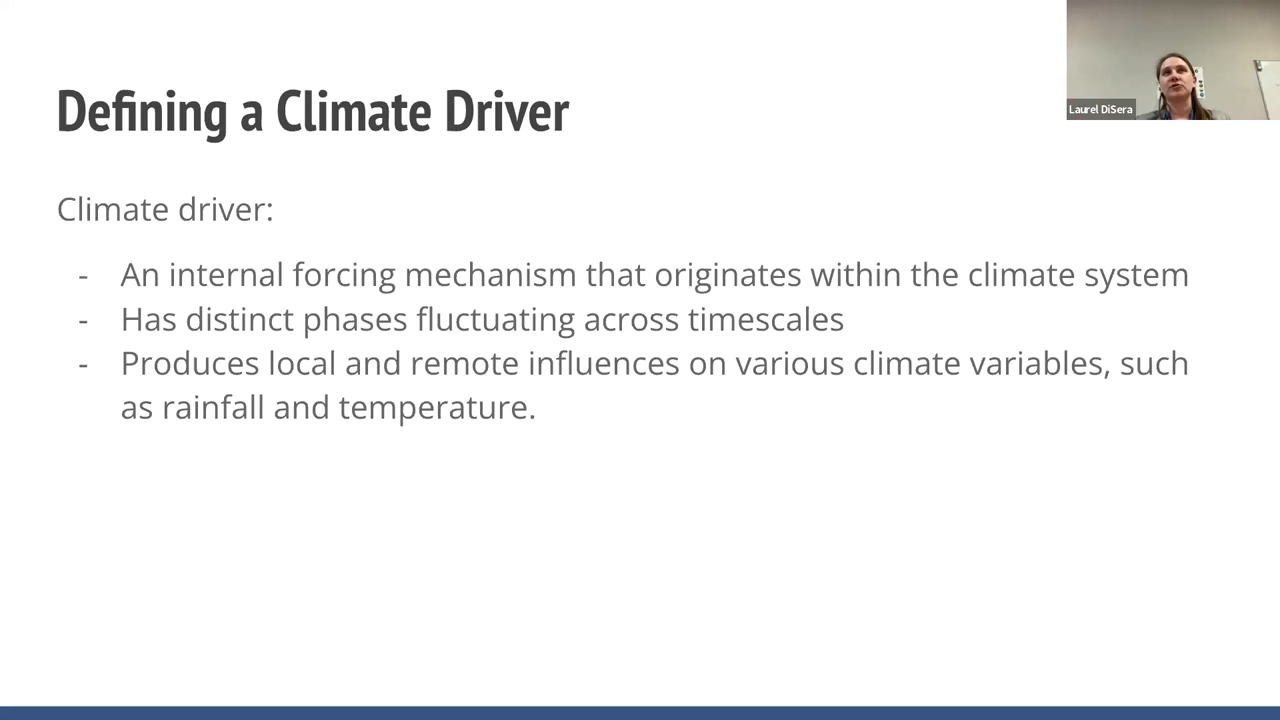 Laurel DiSera
Defining a Climate Driver
Climate driver:
- An internal forcing mechanism that originates within the climate system
- Has distinct phases fluctuating across timescales
- Produces local and remote influences on various climate variables, such
as rainfall and temperature.